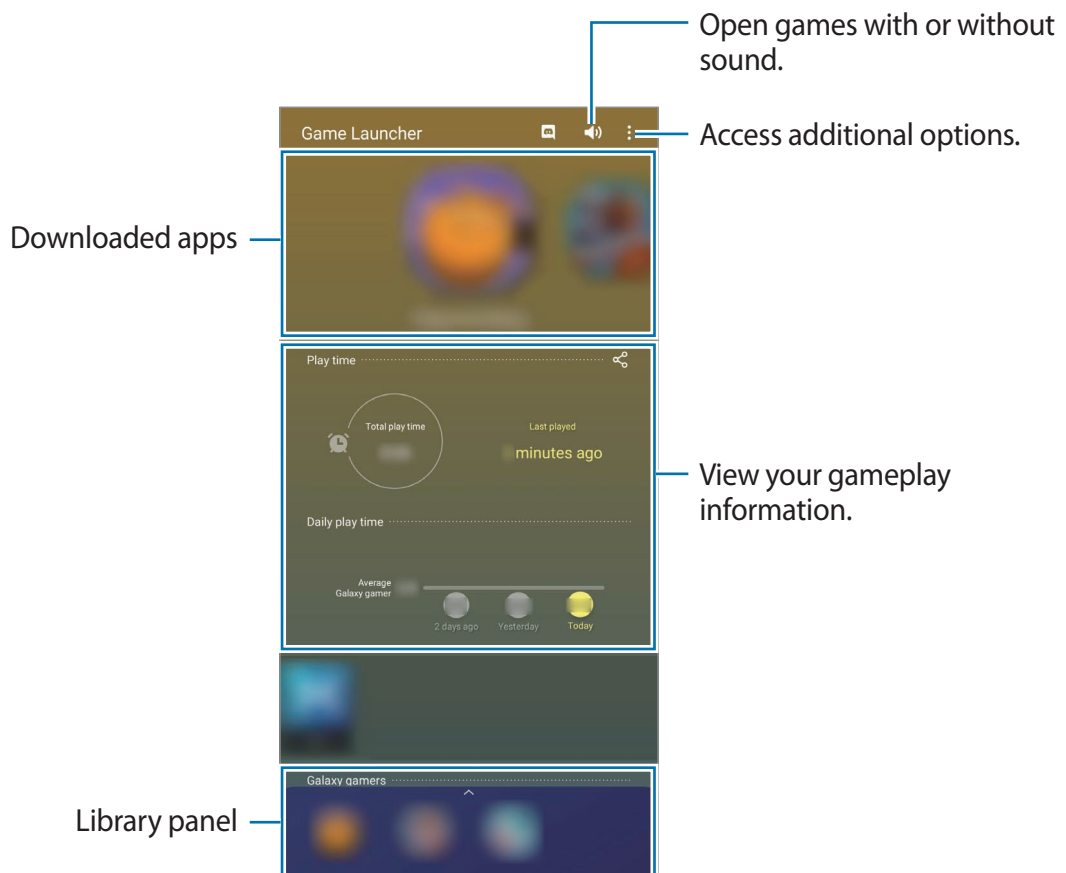 Open games with or without
sound.
Game Launcher
Access additional options.
Downloaded apps
Play time
Total play time
Last played
minutes ago
View your gameplay
information.
Daily play time
Average
Galaxy gamer
2 days ago Yesterday Today
Galaxy gamers
Library panel